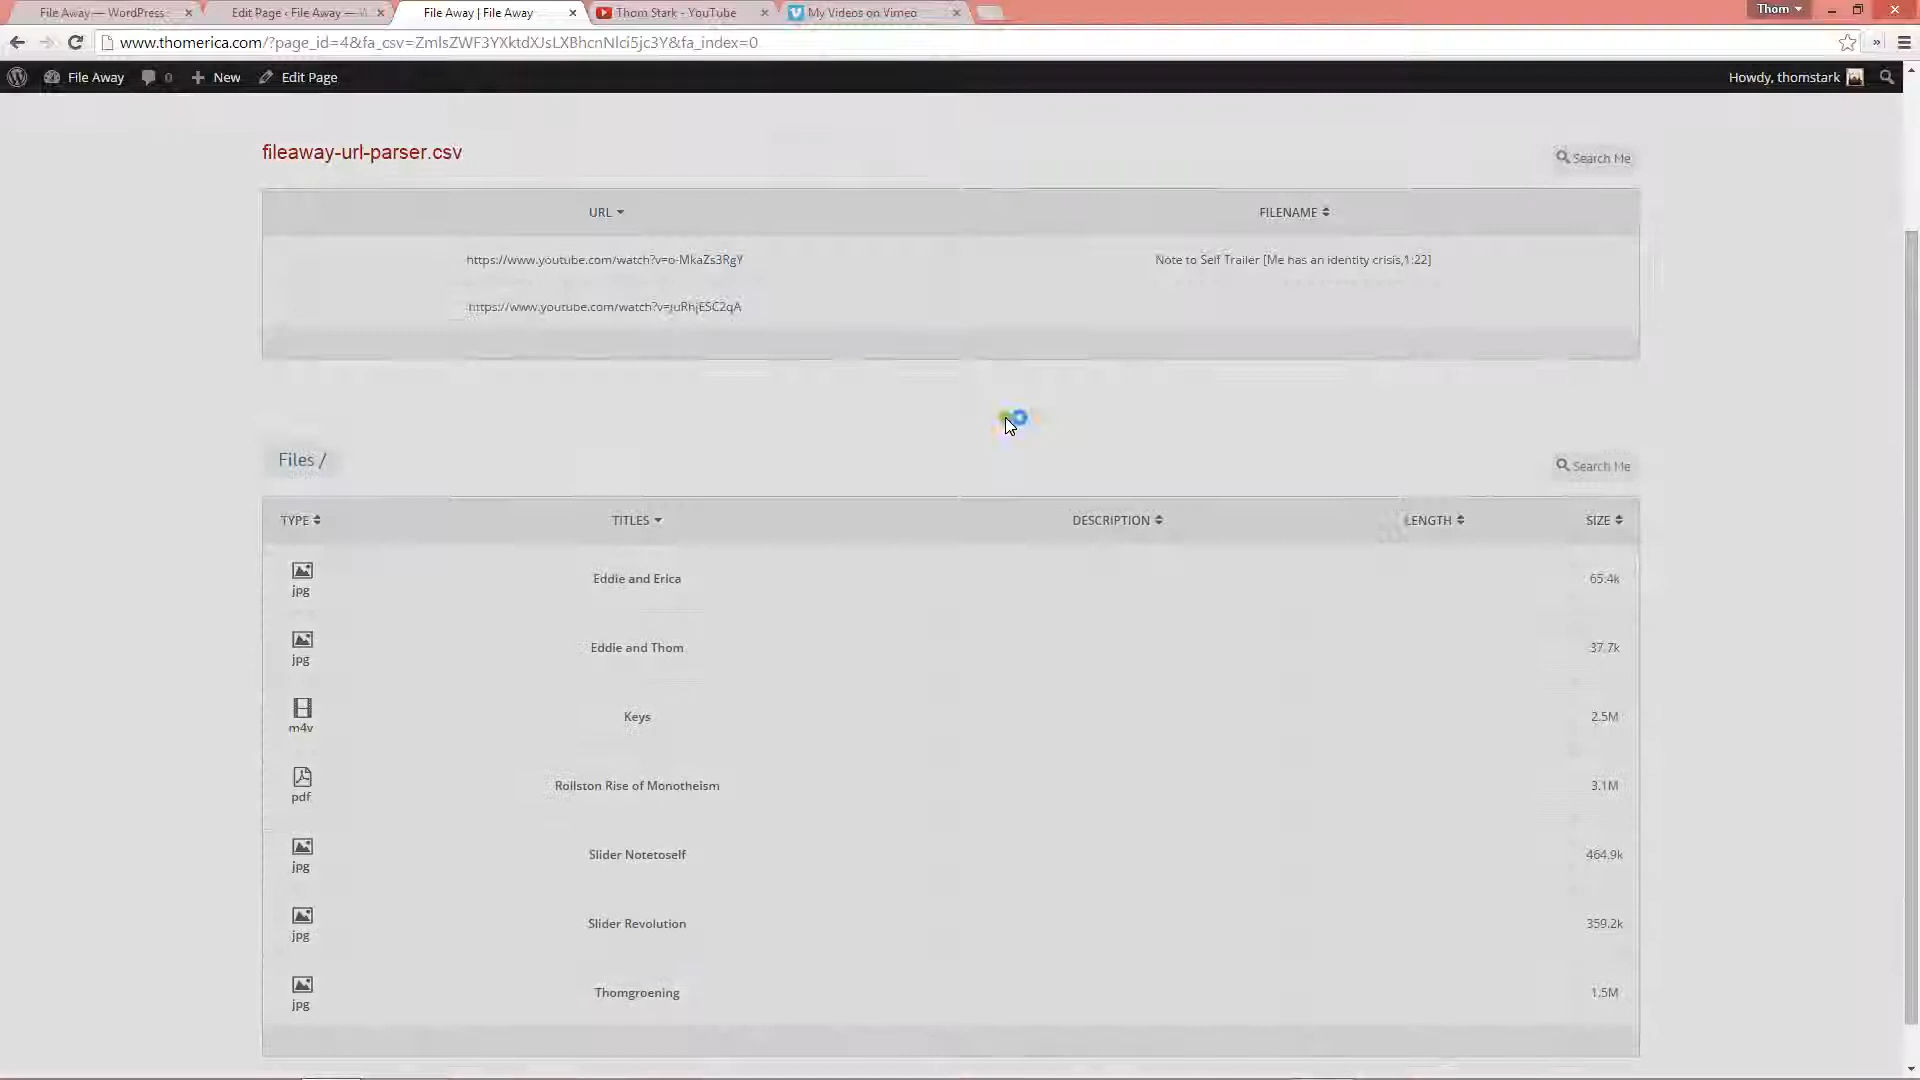 File Away — WordPress
Edit Page ‹ File Away —
File Away | File Away
Thom Stark - YouTube
My Videos on Vimeo
Thom
www.thomerica.com/?page_id=4&fa_csv=ZmlsZWF3YXktdXJsLXBhcnNlci5jc3Y&fa_index=0
File Away
0
New
Edit Page
Howdy, thomstark
fileaway-url-parser.csv
Search Me
URL
FILENAME
https://www.youtube.com/watch?v=o-MkaZs3RgY
Note to Self Trailer [Me has an identity crisis,1:22]
https://www.youtube.com/watch?v=juRhjESC2qA
Files /
Search Me
TYPE
TITLES
DESCRIPTION
LENGTH
SIZE
jpg
Eddie and Erica
65.4k
jpg
Eddie and Thom
37.7k
m4v
Keys
2.5M
pdf
Rollston Rise of Monotheism
3.1M
jpg
Slider Notetoself
464.9k
jpg
Slider Revolution
359.2k
jpg
Thomgroening
1.5M